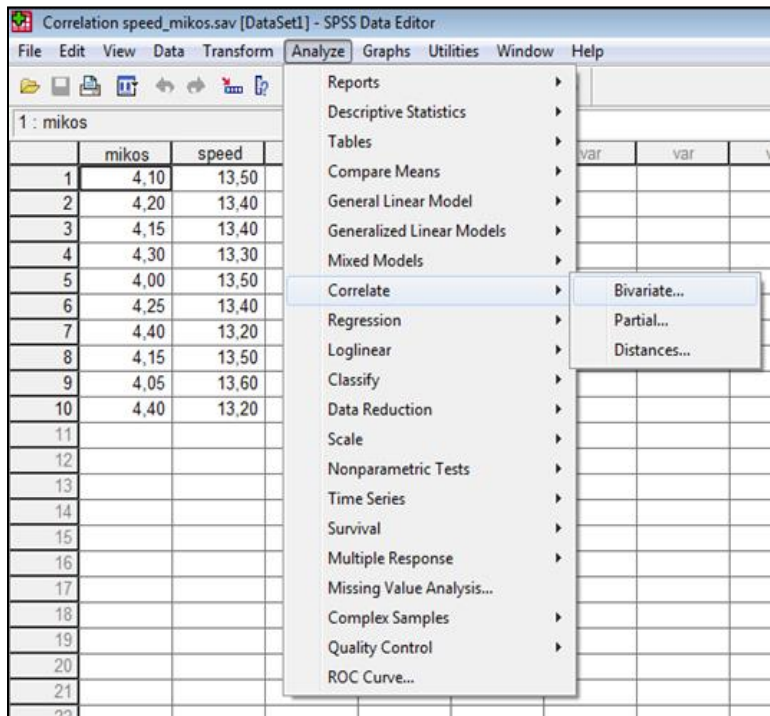 Correlation speed_mikos.sav [DataSet1] - SPSS Data Editor
File Edit View Data Transform Analyze Graphs Utilities Window Help
1 : mikos
mikos speed var var
1 4,10 13,50
2 4,20 13,40
3 4,15 13,40
4 4,30 13,30
5 4,00 13,50
6 4,25 13,40
7 4,40 13,20
8 4,15 13,50
9 4,05 13,60
10 4,40 13,20
11
12
13
14
15
16
17
18
19
20
21
Reports
Descriptive Statistics
Tables
Compare Means
General Linear Model
Generalized Linear Models
Mixed Models
Correlate
Regression
Loglinear
Classify
Data Reduction
Scale
Nonparametric Tests
Time Series
Survival
Multiple Response
Missing Value Analysis...
Complex Samples
Quality Control
ROC Curve...
Bivariate...
Partial...
Distances...